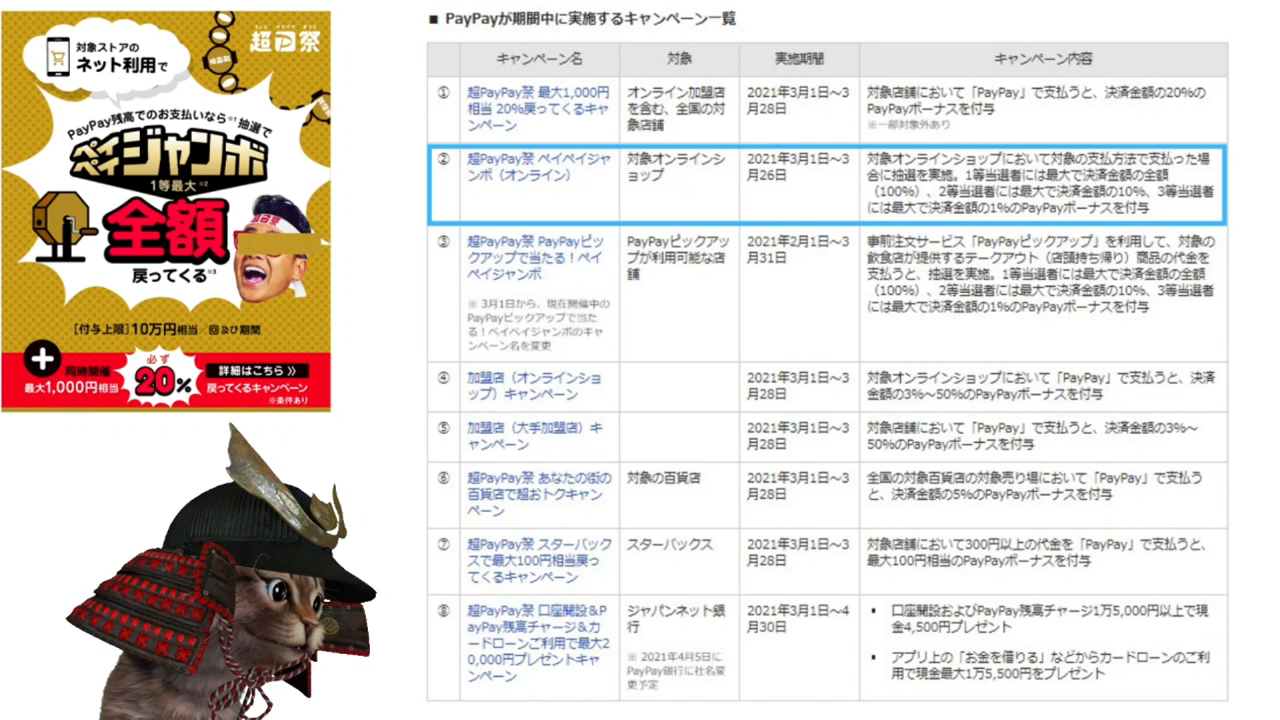 対象ストアの
ネット利用で
超PayPay祭
PayPay残高でのお支払いなら※1抽選で
ペイペイジャンボ
1等最大※2
全額
戻ってくる※3
[付与上限]10万円相当/回及び期間
同時開催
最大1,000円相当
必ず
20%
詳細はこちら
戻ってくるキャンペーン
※条件あり
■ PayPayが期間中に実施するキャンペーン一覧
キャンペーン名 対象 実施期間 キャンペーン内容
① 超PayPay祭 最大1,000円
相当 20%戻ってくるキャ
ンペーン
オンライン加盟店
を含む、全国の対
象店舗
2021年3月1日～3
月28日
対象店舗において「PayPay」で支払うと、決済金額の20%の
PayPayボーナスを付与
※一部対象外あり
② 超PayPay祭 ペイペイジャ
ンボ（オンライン）
対象オンラインシ
ョップ
2021年3月1日～3
月26日
対象オンラインショップにおいて対象の支払方法で支払った場
合に抽選を実施。1等当選者には最大で決済金額の全額
（100%）、2等当選者には最大で決済金額の10%、3等当選者
には最大で決済金額の1%のPayPayボーナスを付与
③ 超PayPay祭 PayPayピッ
クアップで当たる！ペイ
ペイジャンボ
※ 3月1日から、現在開催中の
PayPayピックアップで当た
る！ペイペイジャンボのキャ
ンペーン名を変更
PayPayピックアッ
プが利用可能な店
舗
2021年2月1日～3
月31日
事前注文サービス「PayPayピックアップ」を利用して、対象の
飲食店が提供するテークアウト（店頭持ち帰り）商品の代金を
支払うと、抽選を実施。1等当選者には最大で決済金額の全額
（100%）、2等当選者には最大で決済金額の10%、3等当選者
には最大で決済金額の1%のPayPayボーナスを付与
④ 加盟店（オンラインショ
ップ）キャンペーン
2021年3月1日～3
月28日
対象オンラインショップにおいて「PayPay」で支払うと、決済
金額の3%～50%のPayPayボーナスを付与
⑤ 加盟店（大手加盟店）キ
ャンペーン
2021年3月1日～3
月28日
対象店舗において「PayPay」で支払うと、決済金額の3%～
50%のPayPayボーナスを付与
⑥ 超PayPay祭 あなたの街の
百貨店で超おトクキャン
ペーン
対象の百貨店
2021年3月1日～3
月28日
全国の対象百貨店の対象売り場において「PayPay」で支払う
と、決済金額の5%のPayPayボーナスを付与
⑦ 超PayPay祭 スターバック
スで最大100円相当戻っ
てくるキャンペーン
スターバックス
2021年3月1日～3
月28日
対象店舗において300円以上の代金を「PayPay」で支払うと、
最大100円相当のPayPayボーナスを付与
⑧ 超PayPay祭 口座開設＆P
ayPay残高チャージ＆カ
ードローンご利用で最大2
0,000円プレゼントキャ
ンペーン
ジャパンネット銀
行
※ 2021年4月5日に
PayPay銀行に社名変
更予定
2021年3月1日～4
月30日
▪ 口座開設およびPayPay残高チャージ1万5,000円以上で現
金4,500円プレゼント
▪ アプリ上の「お金を借りる」などからカードローンのご利
用で現金最大1万5,500円をプレゼント